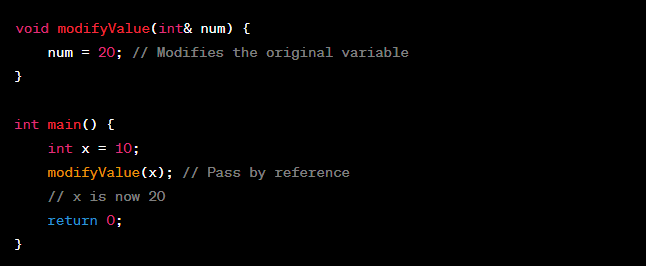 void modifyValue(int& num) {
    num = 20; // Modifies the original variable
}

int main() {
    int x = 10;
    modifyValue(x); // Pass by reference
    // x is now 20
    return 0;
}